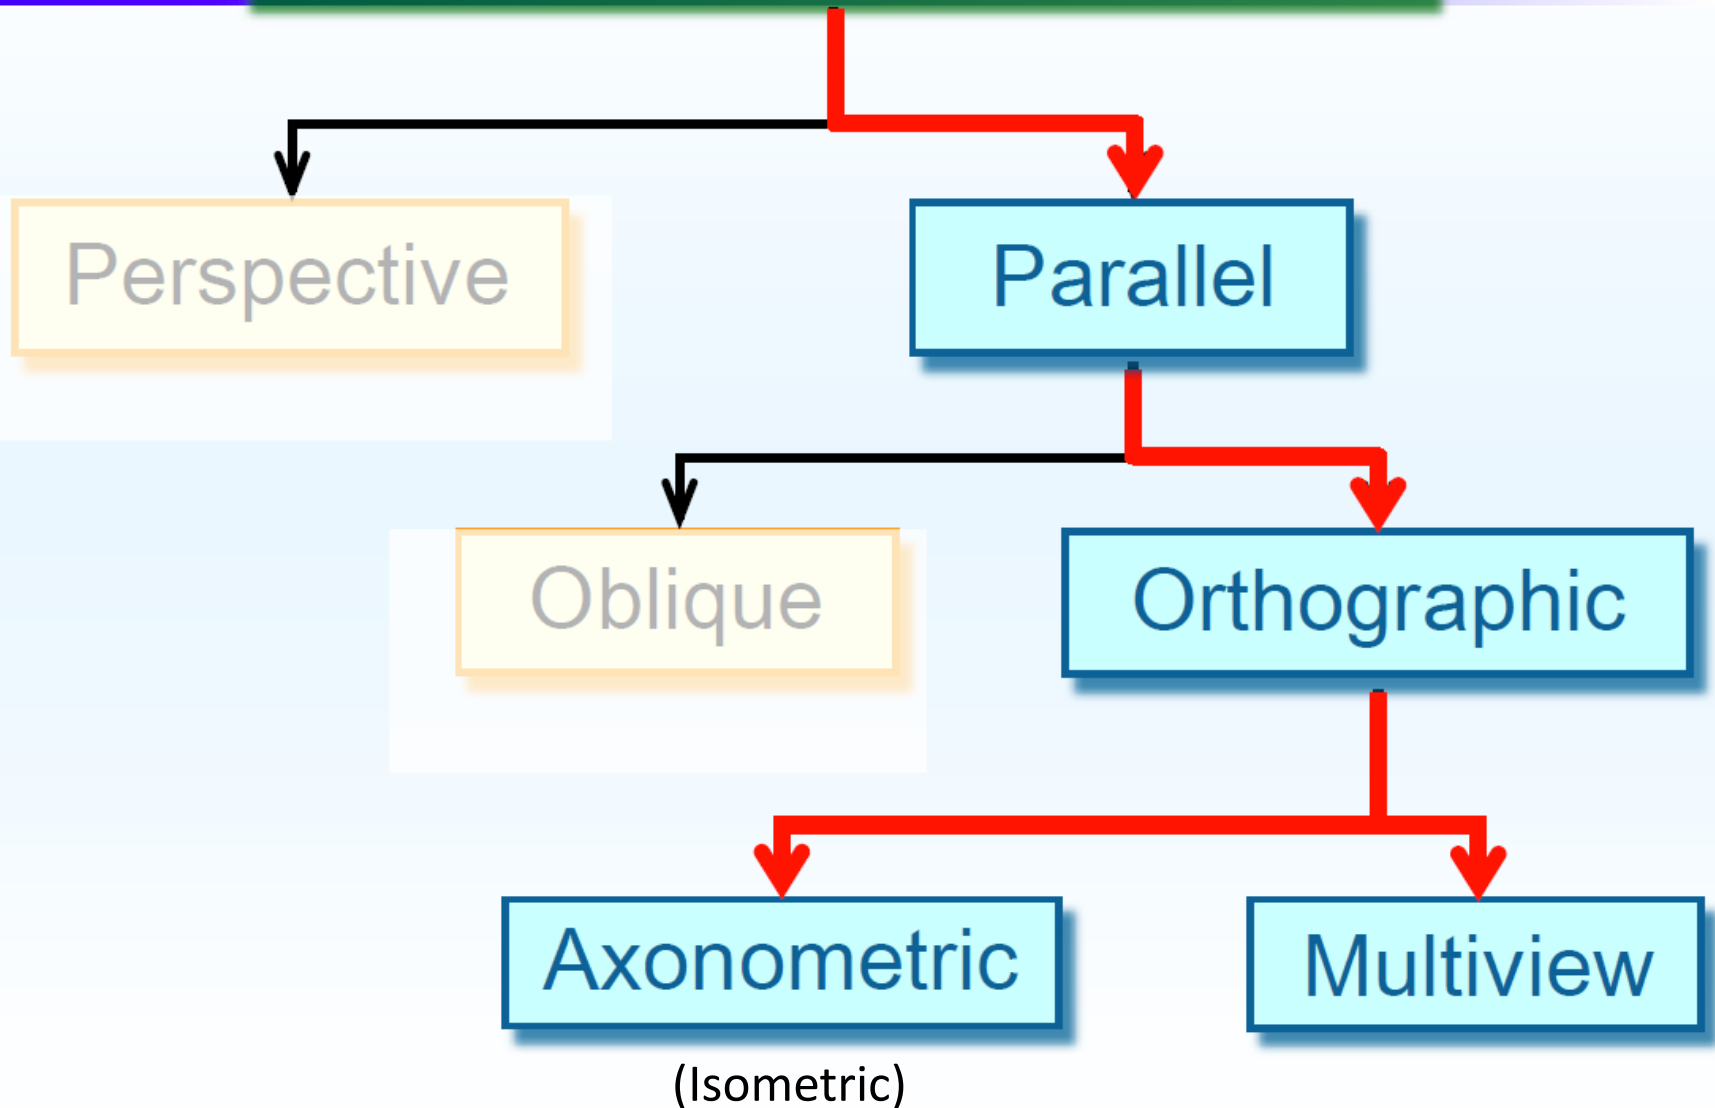 Perspective
Parallel
Oblique
Orthographic
Axonometric
Multiview
(Isometric)